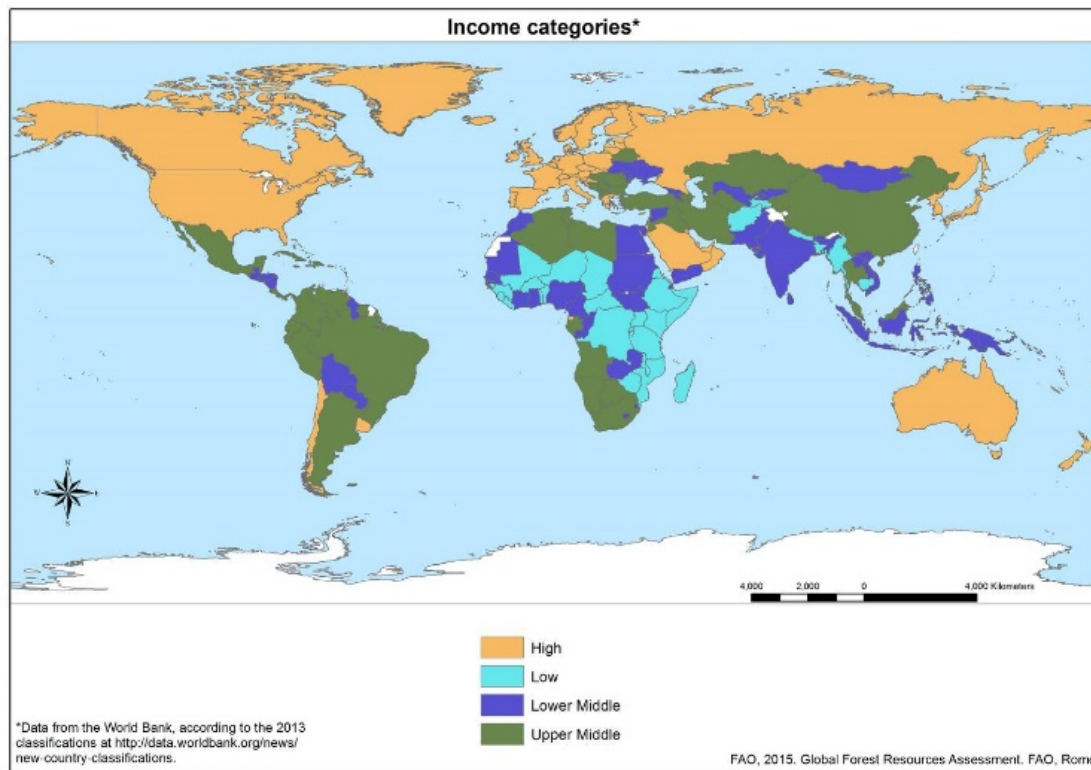 Income categories*
N
W
E
S
4,000 2,000 0 4,000 Kilometers
High
Low
Lower Middle
Upper Middle
*Data from the World Bank, according to the 2013
classifications at http://data.worldbank.org/news/
new-country-classifications.
FAO, 2015. Global Forest Resources Assessment. FAO, Rome